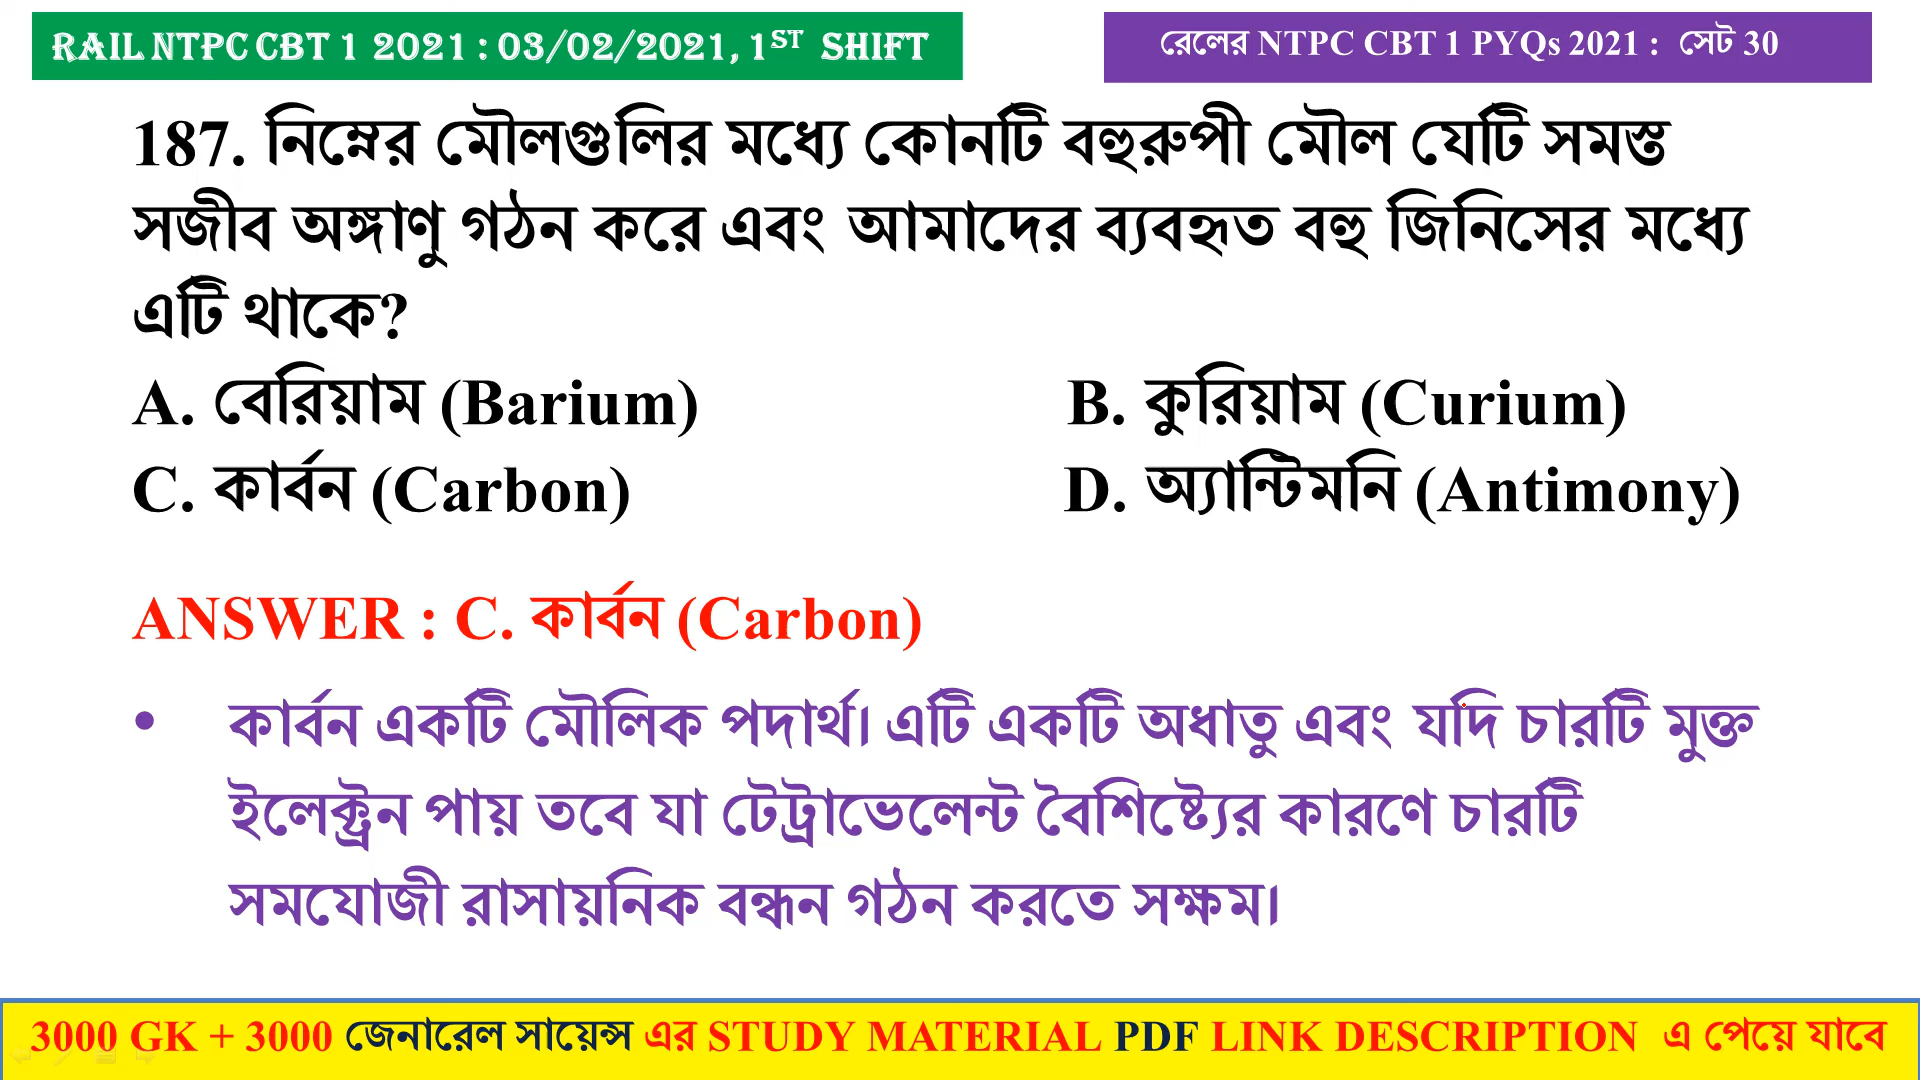 RAIL NTPC CBT 1 2021 : 03/02/2021, 1ST SHIFT
রেলের NTPC CBT 1 PYQs 2021 : সেট 30
187. নিম্নের মৌলগুলির মধ্যে কোনটি বহুরুপী মৌল যেটি সমস্ত
সজীব অঙ্গাণু গঠন করে এবং আমাদের ব্যবহৃত বহু জিনিসের মধ্যে
এটি থাকে?
A. বেরিয়াম (Barium) B. কুরিয়াম (Curium)
C. কার্বন (Carbon) D. অ্যান্টিমনি (Antimony)
ANSWER : C. কার্বন (Carbon)
• কার্বন একটি মৌলিক পদার্থ। এটি একটি অধাতু এবং যদি চারটি মুক্ত
ইলেক্ট্রন পায় তবে যা টেট্রাভেলেন্ট বৈশিষ্ট্যের কারণে চারটি
সমযোজী রাসায়নিক বন্ধন গঠন করতে সক্ষম।
3000 GK + 3000 জেনারেল সায়েন্স এর STUDY MATERIAL PDF LINK DESCRIPTION এ পেয়ে যাবে